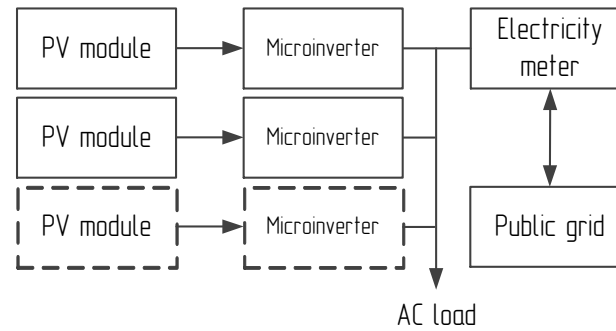 PV module
Microinverter
Electricity
meter
PV module
Microinverter
PV module
Microinverter
Public grid
AC load